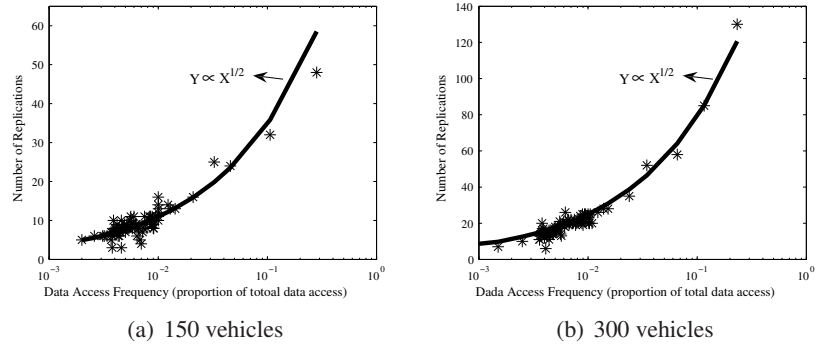 60
50
40
30
20
10
0
Number of Replications
Y ∝ X^{1/2}
10^{-3} 10^{-2} 10^{-1} 10^{0}
Data Access Frequency (proportion of totoal data access)
(a) 150 vehicles
140
120
100
80
60
40
20
0
Number of Replications
Y ∝ X^{1/2}
10^{-3} 10^{-2} 10^{-1} 10^{0}
Dada Access Frequency (proportion of total data access)
(b) 300 vehicles